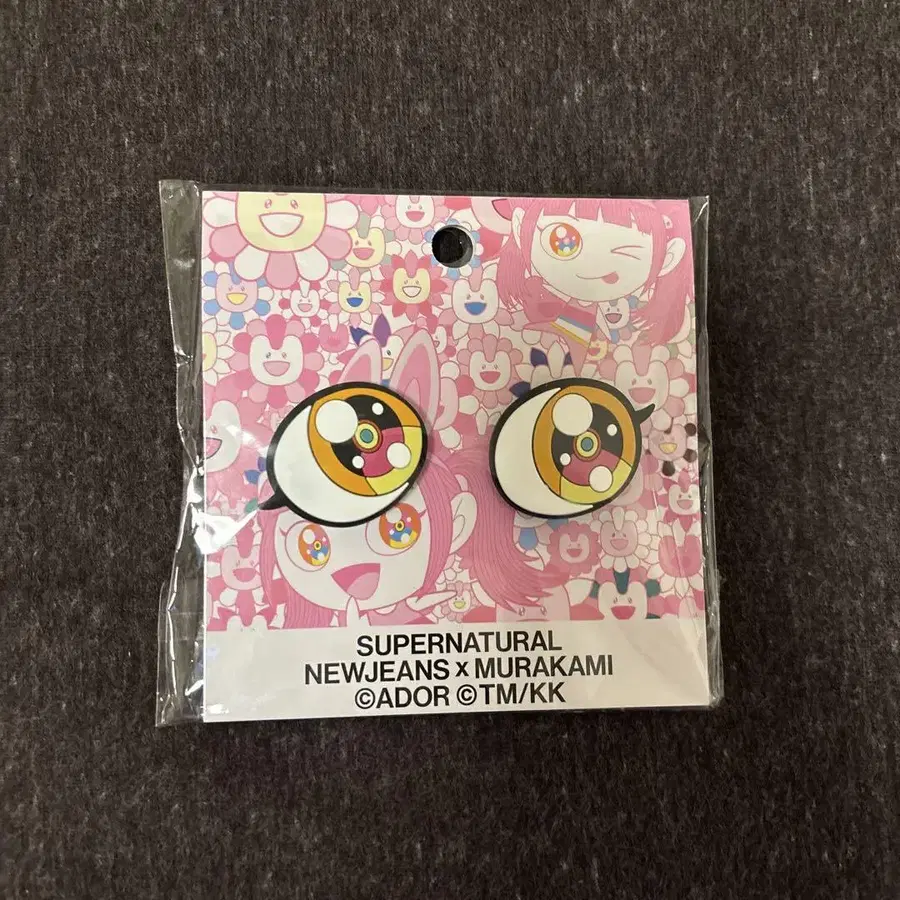 SUPERNATURAL
NEWJEANS x MURAKAMI
©ADOR ©TM/KK